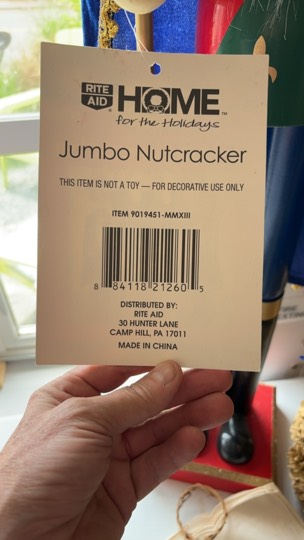 RITE AID HOME™
for the Holidays
Jumbo Nutcracker
THIS ITEM IS NOT A TOY — FOR DECORATIVE USE ONLY
ITEM 9019451-MMXIII
8 84118 21260 5
DISTRIBUTED BY:
RITE AID
30 HUNTER LANE
CAMP HILL, PA 17011
MADE IN CHINA